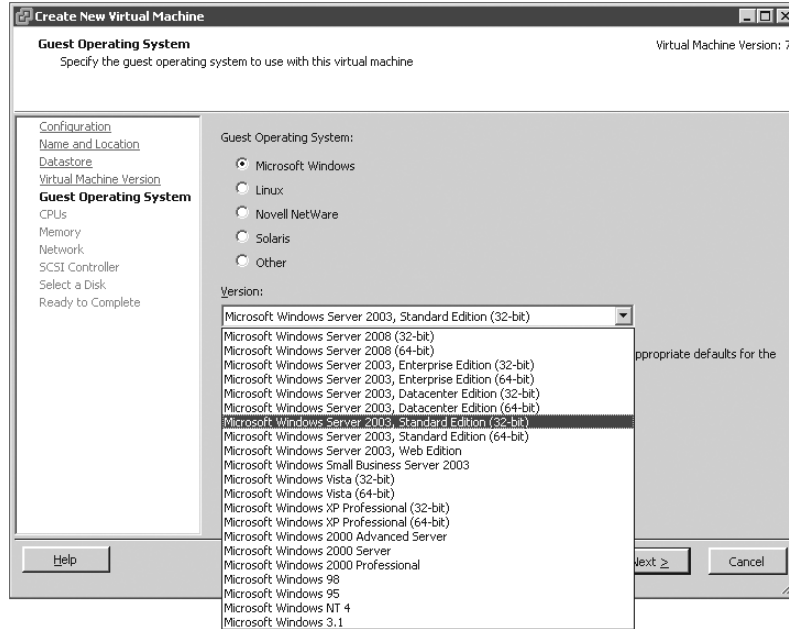 Create New Virtual Machine
Guest Operating System
Virtual Machine Version: 7
Specify the guest operating system to use with this virtual machine
Configuration
Name and Location
Datastore
Virtual Machine Version
Guest Operating System
CPUs
Memory
Network
SCSI Controller
Select a Disk
Ready to Complete
Guest Operating System:
Microsoft Windows
Linux
Novell NetWare
Solaris
Other
Version:
Microsoft Windows Server 2003, Standard Edition (32-bit)
Microsoft Windows Server 2008 (32-bit)
Microsoft Windows Server 2008 (64-bit)
Microsoft Windows Server 2003, Enterprise Edition (32-bit)
Microsoft Windows Server 2003, Enterprise Edition (64-bit)
Microsoft Windows Server 2003, Datacenter Edition (32-bit)
Microsoft Windows Server 2003, Datacenter Edition (64-bit)
Microsoft Windows Server 2003, Standard Edition (32-bit)
Microsoft Windows Server 2003, Standard Edition (64-bit)
Microsoft Windows Server 2003, Web Edition
Microsoft Windows Small Business Server 2003
Microsoft Windows Vista (32-bit)
Microsoft Windows Vista (64-bit)
Microsoft Windows XP Professional (32-bit)
Microsoft Windows XP Professional (64-bit)
Microsoft Windows 2000 Advanced Server
Microsoft Windows 2000 Server
Microsoft Windows 2000 Professional
Microsoft Windows 98
Microsoft Windows 95
Microsoft Windows NT 4
Microsoft Windows 3.1
ppropriate defaults for the
Help
Next >
Cancel